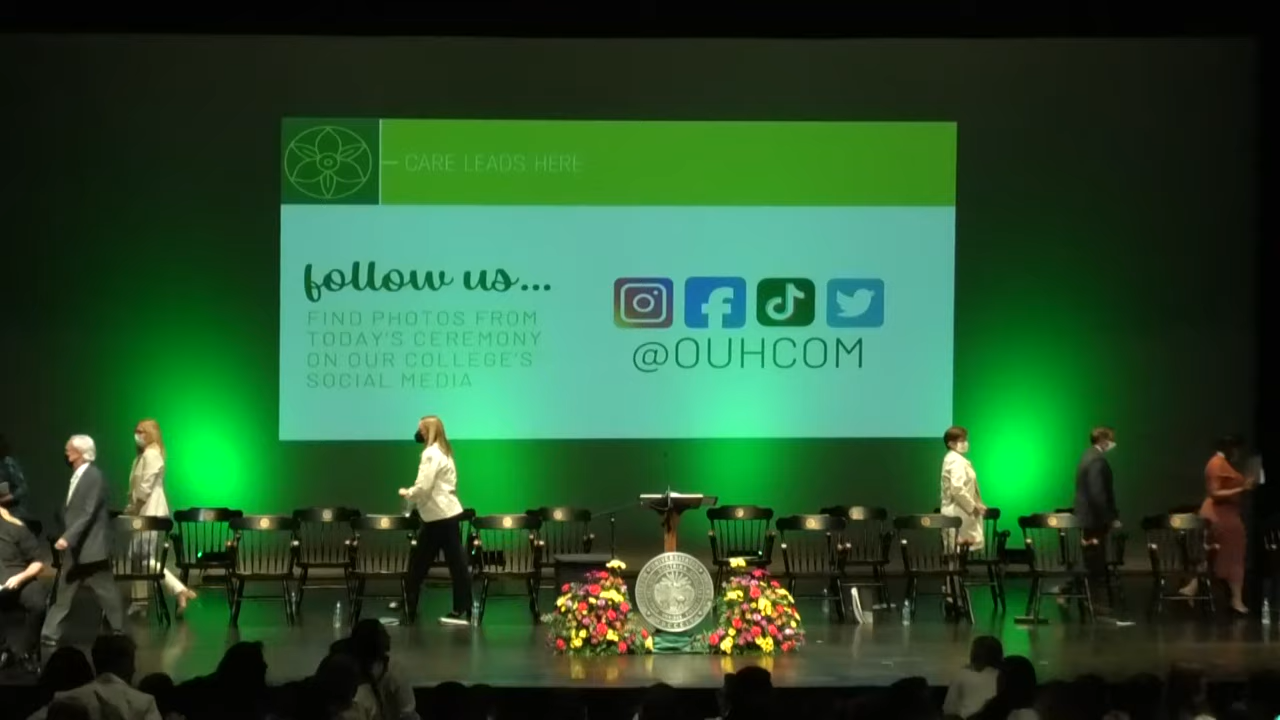 CARE LEADS HERE
follow us...
FIND PHOTOS FROM
TODAY'S CEREMONY
ON OUR COLLEGE'S
SOCIAL MEDIA
@OUHCOM